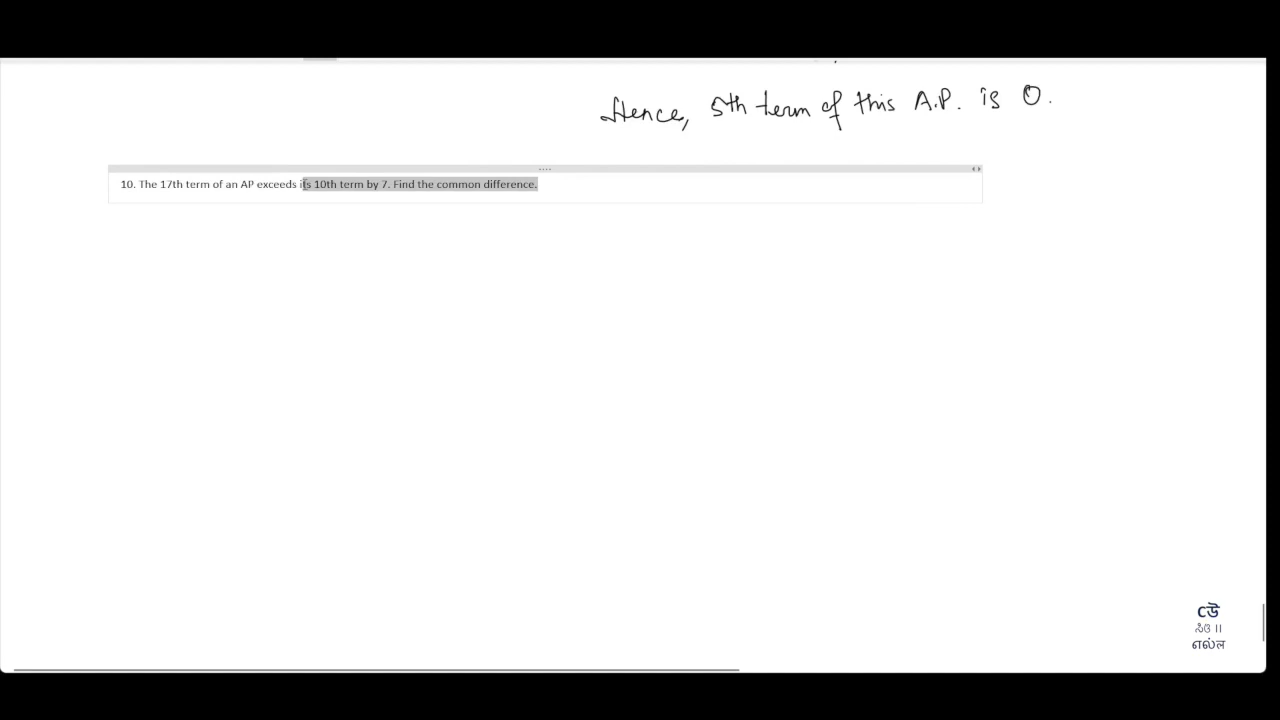 Hence, 5th term of this A.P. is 0.
10. The 17th term of an AP exceeds its 10th term by 7. Find the common difference.